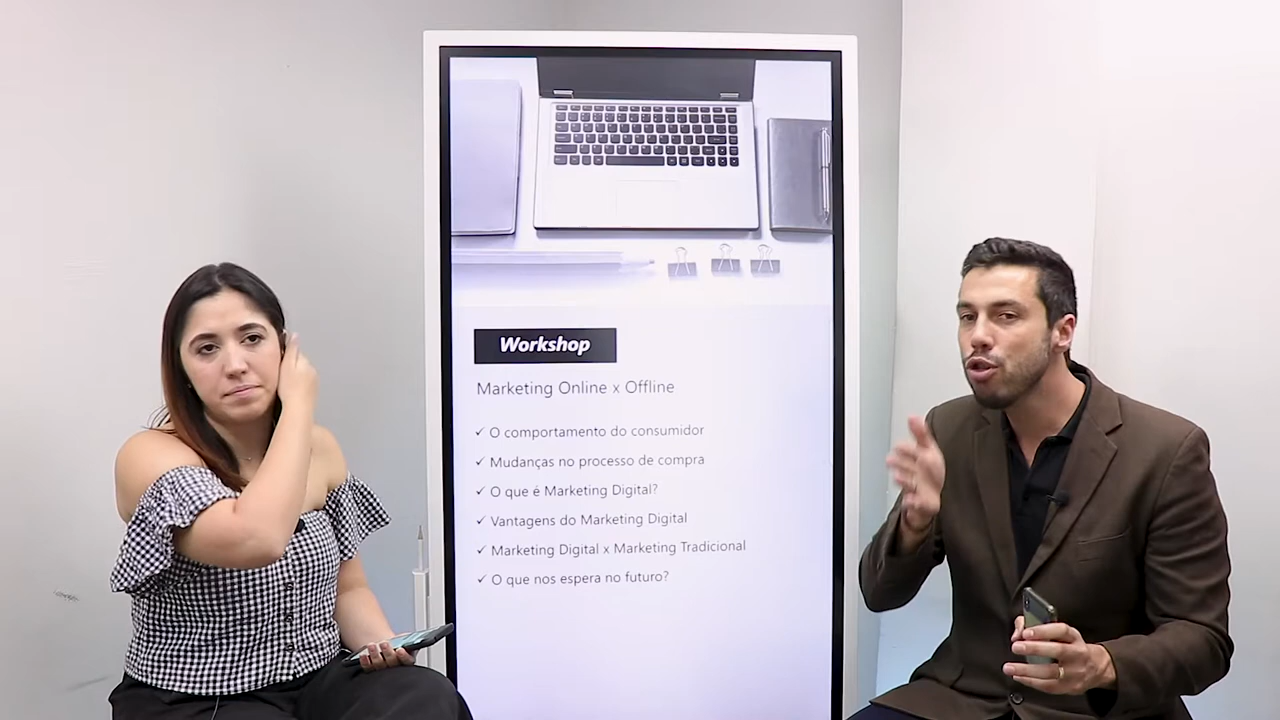 Workshop
Marketing Online x Offline
✓ O comportamento do consumidor
✓ Mudanças no processo de compra
✓ O que é Marketing Digital?
✓ Vantagens do Marketing Digital
✓ Marketing Digital x Marketing Tradicional
✓ O que nos espera no futuro?